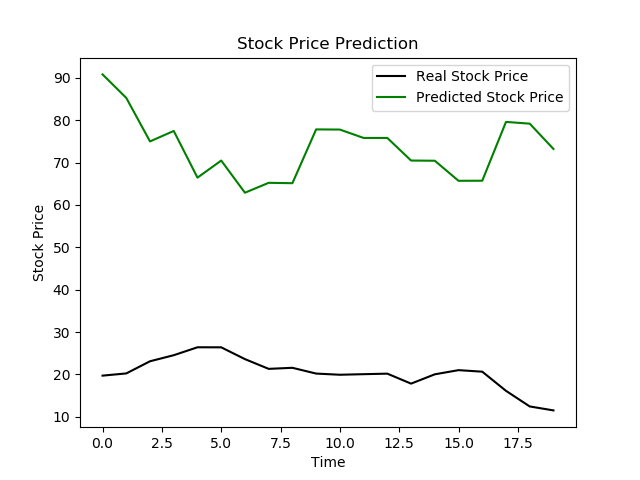 Stock Price Prediction
Real Stock Price
Predicted Stock Price
90
80
70
60
50
40
30
20
10
Stock Price
0.0 2.5 5.0 7.5 10.0 12.5 15.0 17.5
Time